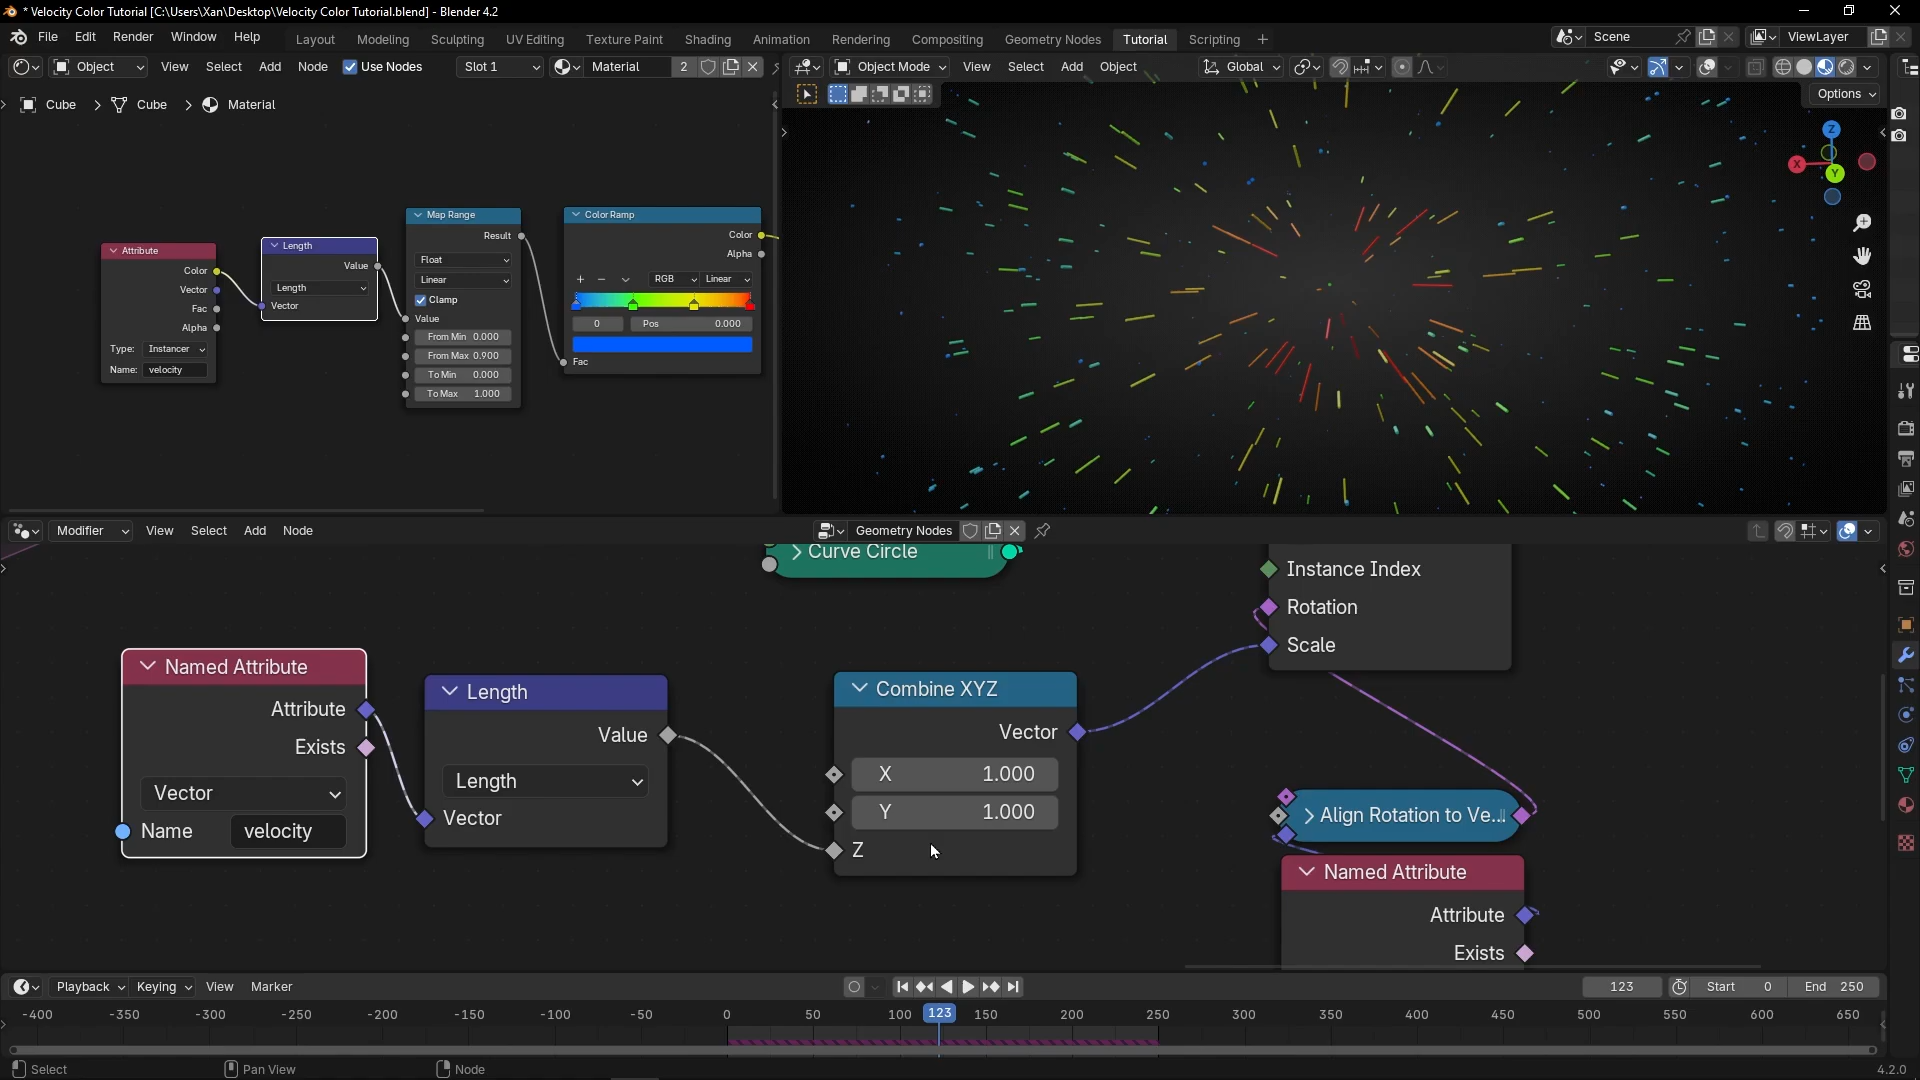 * Velocity Color Tutorial [C:\Users\Xan\Desktop\Velocity Color Tutorial.blend] - Blender 4.2
File Edit Render Window Help Layout Modeling Sculpting UV Editing Texture Paint Shading Animation Rendering Compositing Geometry Nodes Tutorial Scripting + Scene ViewLayer
Object View Select Add Node Use Nodes Slot 1 Material 2
Object Mode View Select Add Object Global
Options
Cube > Cube > Material
Z
X
Y
Attribute
Color
Vector
Fac
Alpha
Type: Instancer
Name: velocity
Length
Value
Length
Vector
Map Range
Result
Float
Linear
Clamp
Value
From Min 0.000
From Max 0.900
To Min 0.000
To Max 1.000
Color Ramp
Color
Alpha
RGB Linear
0 Pos 0.000
Fac
Modifier View Select Add Node Geometry Nodes
Curve Circle
Instance Index
Rotation
Scale
Named Attribute
Attribute
Exists
Vector
Name velocity
Length
Value
Length
Vector
Combine XYZ
Vector
X 1.000
Y 1.000
Z
Align Rotation to Ve...
Named Attribute
Attribute
Exists
Playback Keying View Marker 123 Start 0 End 250
-400 -350 -300 -250 -200 -150 -100 -50 0 50 100 123 150 200 250 300 350 400 450 500 550 600 650
Select Pan View Node 4.2.0